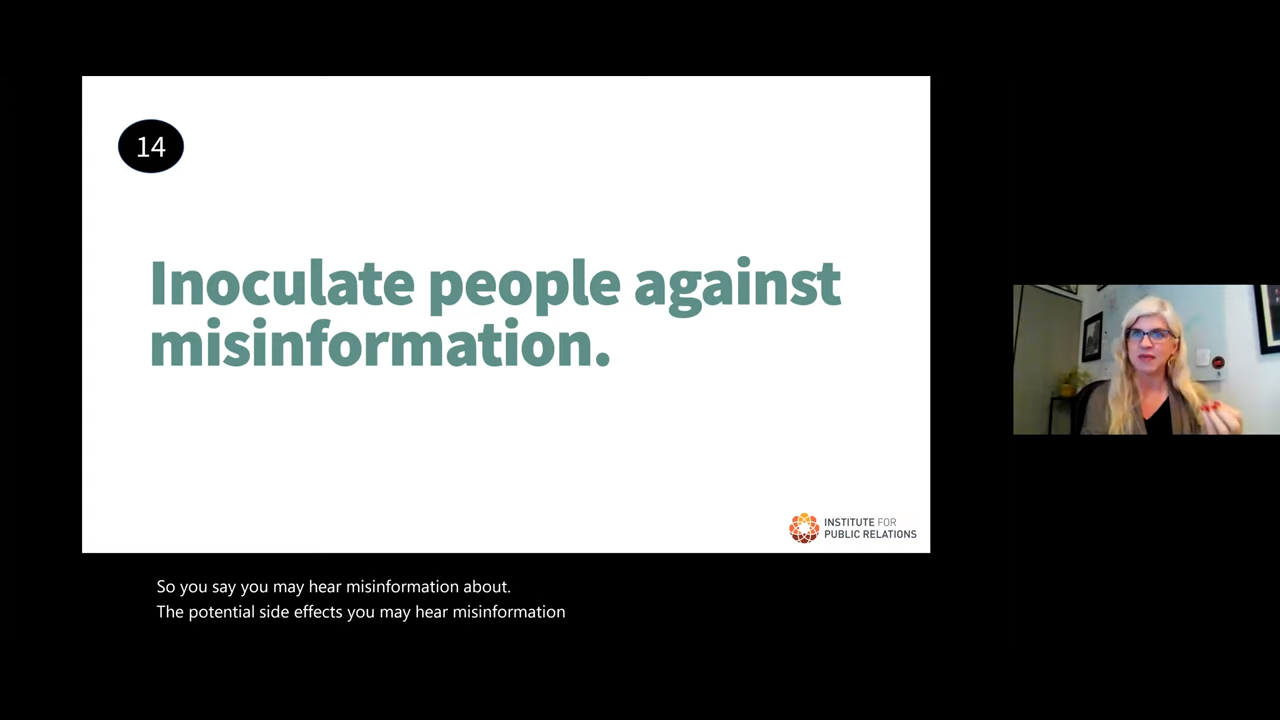 14
Inoculate people against
misinformation.
INSTITUTE FOR
PUBLIC RELATIONS
So you say you may hear misinformation about.
The potential side effects you may hear misinformation